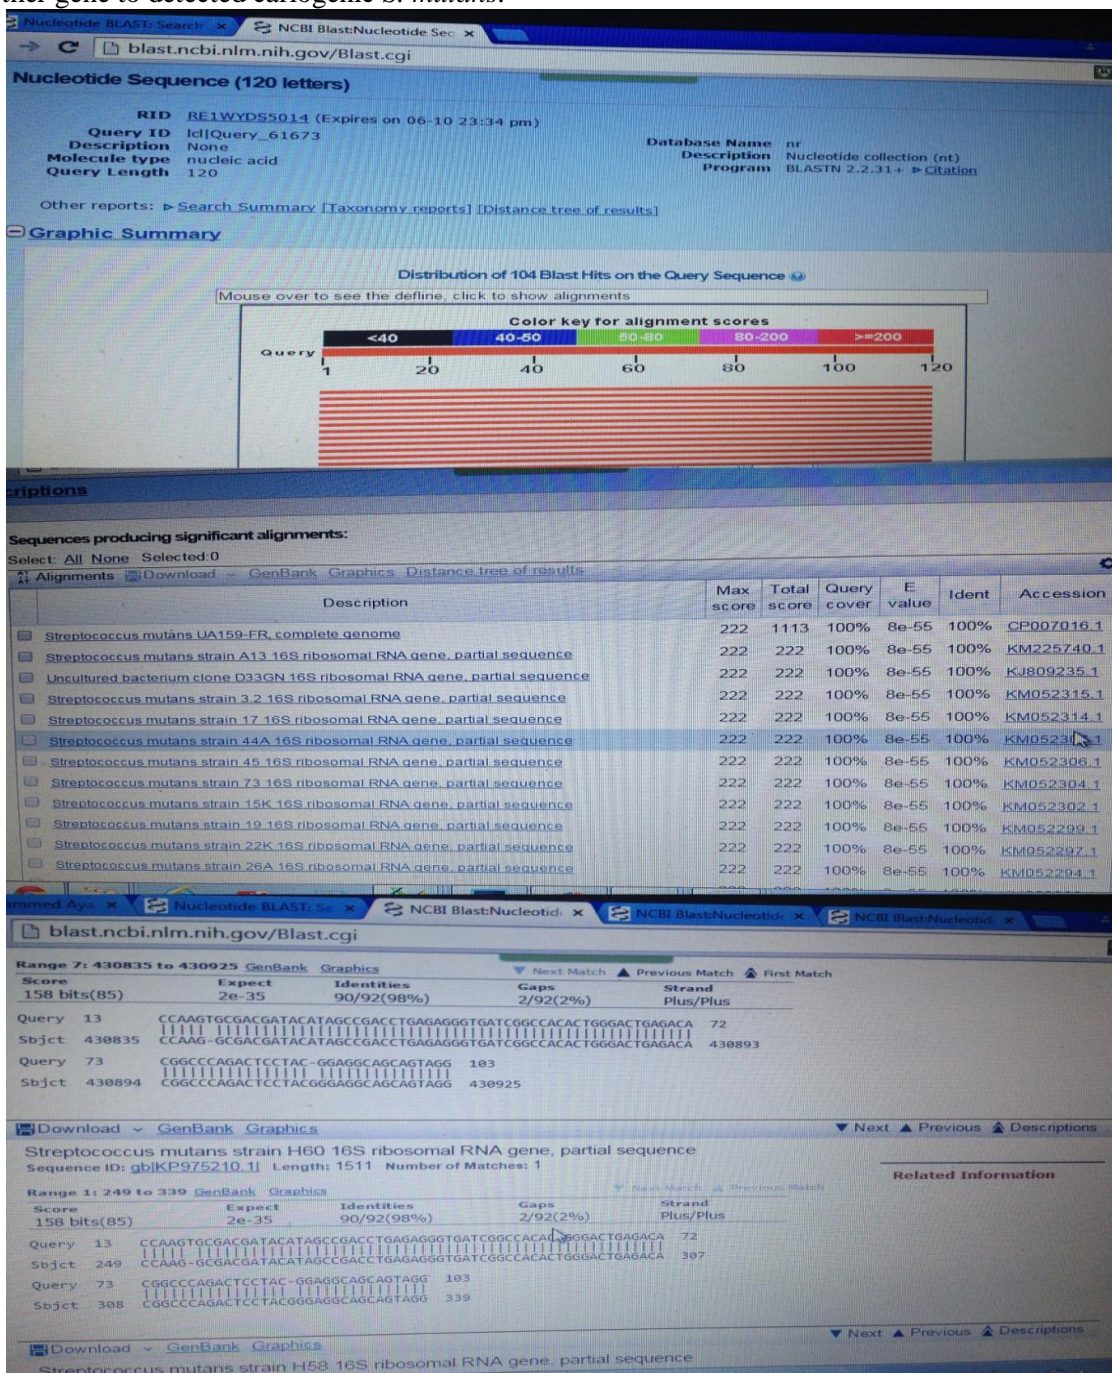 ther gene to detected cariogenic S. mutans.
Nucleotide BLAST: Search × NCBI Blast:Nucleotide Sec ×
blast.ncbi.nlm.nih.gov/Blast.cgi
Nucleotide Sequence (120 letters)
RID RE1WYDS5014 (Expires on 06-10 23:34 pm)
Query ID lcl|Query_61673
Description None
Molecule type nucleic acid
Query Length 120
Database Name nr
Description Nucleotide collection (nt)
Program BLASTN 2.2.31+ Citation
Other reports: Search Summary [Taxonomy reports] [Distance tree of results]
Graphic Summary
Distribution of 104 Blast Hits on the Query Sequence
Mouse over to see the defline, click to show alignments
Color key for alignment scores
<40 40-50 50-80 80-200 >=200
Query
1 20 40 60 80 100 120
criptions
Sequences producing significant alignments:
Select: All None Selected:0
Alignments Download GenBank Graphics Distance tree of results
Description Max score Total score Query cover E value Ident Accession
Streptococcus mutans UA159-FR, complete genome 222 1113 100% 8e-55 100% CP007016.1
Streptococcus mutans strain A13 16S ribosomal RNA gene, partial sequence 222 222 100% 8e-55 100% KM225740.1
Uncultured bacterium clone D33GN 16S ribosomal RNA gene, partial sequence 222 222 100% 8e-55 100% KJ809235.1
Streptococcus mutans strain 3.2 16S ribosomal RNA gene, partial sequence 222 222 100% 8e-55 100% KM052315.1
Streptococcus mutans strain 17 16S ribosomal RNA gene, partial sequence 222 222 100% 8e-55 100% KM052314.1
Streptococcus mutans strain 44A 16S ribosomal RNA gene, partial sequence 222 222 100% 8e-55 100%
Streptococcus mutans strain 45 16S ribosomal RNA gene, partial sequence 222 222 100% 8e-55 100% KM052306.1
Streptococcus mutans strain 73 16S ribosomal RNA gene, partial sequence 222 222 100% 8e-55 100% KM052304.1
Streptococcus mutans strain 15K 16S ribosomal RNA gene, partial sequence 222 222 100% 8e-55 100% KM052302.1
Streptococcus mutans strain 19 16S ribosomal RNA gene, partial sequence 222 222 100% 8e-55 100% KM052299.1
Streptococcus mutans strain 22K 16S ribosomal RNA gene, partial sequence 222 222 100% 8e-55 100% KM052297.1
Streptococcus mutans strain 26A 16S ribosomal RNA gene, partial sequence 222 222 100% 8e-55 100% KM052294.1
ammed Aya × Nucleotide BLAST: Se × NCBI Blast:Nucleotid × NCBI Blast:Nucleotid × NCBI Blast:Nucleotid ×
blast.ncbi.nlm.nih.gov/Blast.cgi
Range 7: 430835 to 430925 GenBank Graphics Next Match Previous Match First Match
Score Expect Identities Gaps Strand
158 bits(85) 2e-35 90/92(98%) 2/92(2%) Plus/Plus
Query 13 CCAAGTGCGACGATACATAGCCGACCTGAGAGGGTGATCGGCCACACTGGGACTGAGACA 72
Sbjct 430835 CCAAG-GCGACGATACATAGCCGACCTGAGAGGGTGATCGGCCACACTGGGACTGAGACA 430893
Query 73 CGGCCCAGACTCCTAC-GGAGGCAGCAGTAGG 103
Sbjct 430894 CGGCCCAGACTCCTACGGGAGGCAGCAGTAGG 430925
Download GenBank Graphics Next Previous Descriptions
Streptococcus mutans strain H60 16S ribosomal RNA gene, partial sequence
Sequence ID: gb|KP975210.1| Length: 1511 Number of Matches: 1
Related Information
Range 1: 249 to 339 GenBank Graphics Next Match Previous Match
Score Expect Identities Gaps Strand
158 bits(85) 2e-35 90/92(98%) 2/92(2%) Plus/Plus
Query 13 CCAAGTGCGACGATACATAGCCGACCTGAGAGGGTGATCGGCCACACTGGGACTGAGACA 72
Sbjct 249 CCAAG-GCGACGATACATAGCCGACCTGAGAGGGTGATCGGCCACACTGGGACTGAGACA 307
Query 73 CGGCCCAGACTCCTAC-GGAGGCAGCAGTAGG 103
Sbjct 308 CGGCCCAGACTCCTACGGGAGGCAGCAGTAGG 339
Download GenBank Graphics Next Previous Descriptions
Streptococcus mutans strain H58 16S ribosomal RNA gene, partial sequence